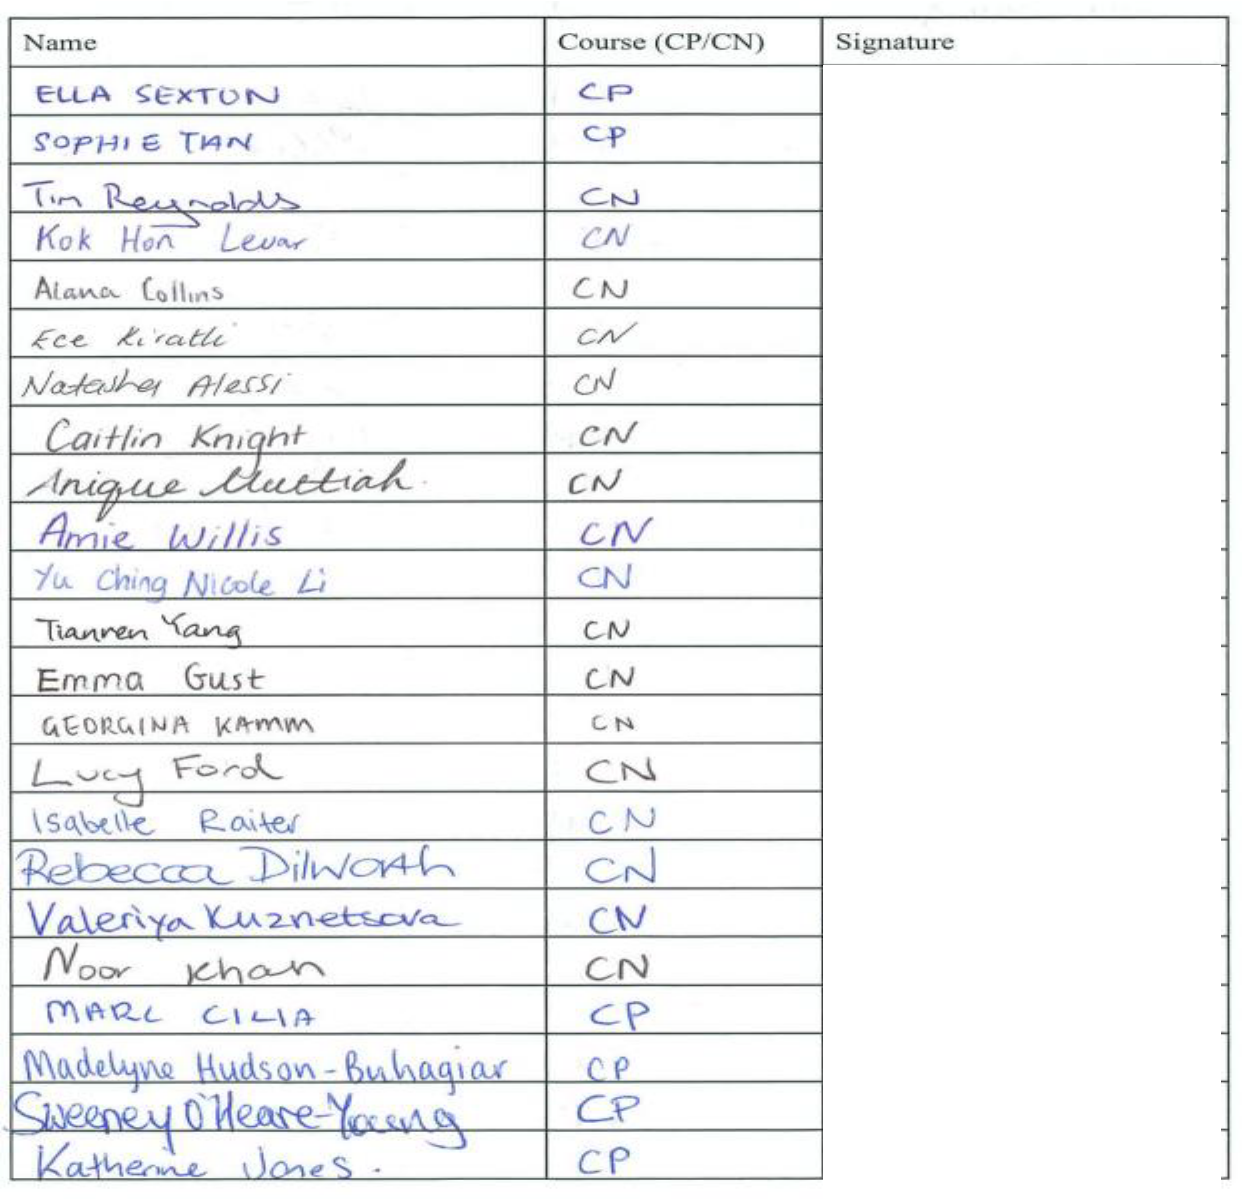 Name Course (CP/CN) Signature
ELLA SEXTON CP
SOPHIE TAN CP
Tim Reynolds CN
Kok Hon Levar CN
Alana Collins CN
Ece Kiratli CN
Natasha Alessi CN
Caitlin Knight CN
Anique Muttiah. CN
Amie Willis CN
Yu Ching Nicole Li CN
Tianren Yang CN
Emma Gust CN
GEORGINA KAMM CN
Lucy Ford CN
Isabelle Raiter CN
Rebecca Dilworth CN
Valeriya Kuznetsova CN
Noor Khan CN
MARC CILIA CP
Madelyne Hudson-Buhagiar CP
Sweeney O'Heare-Young CP
Katherine Jones. CP